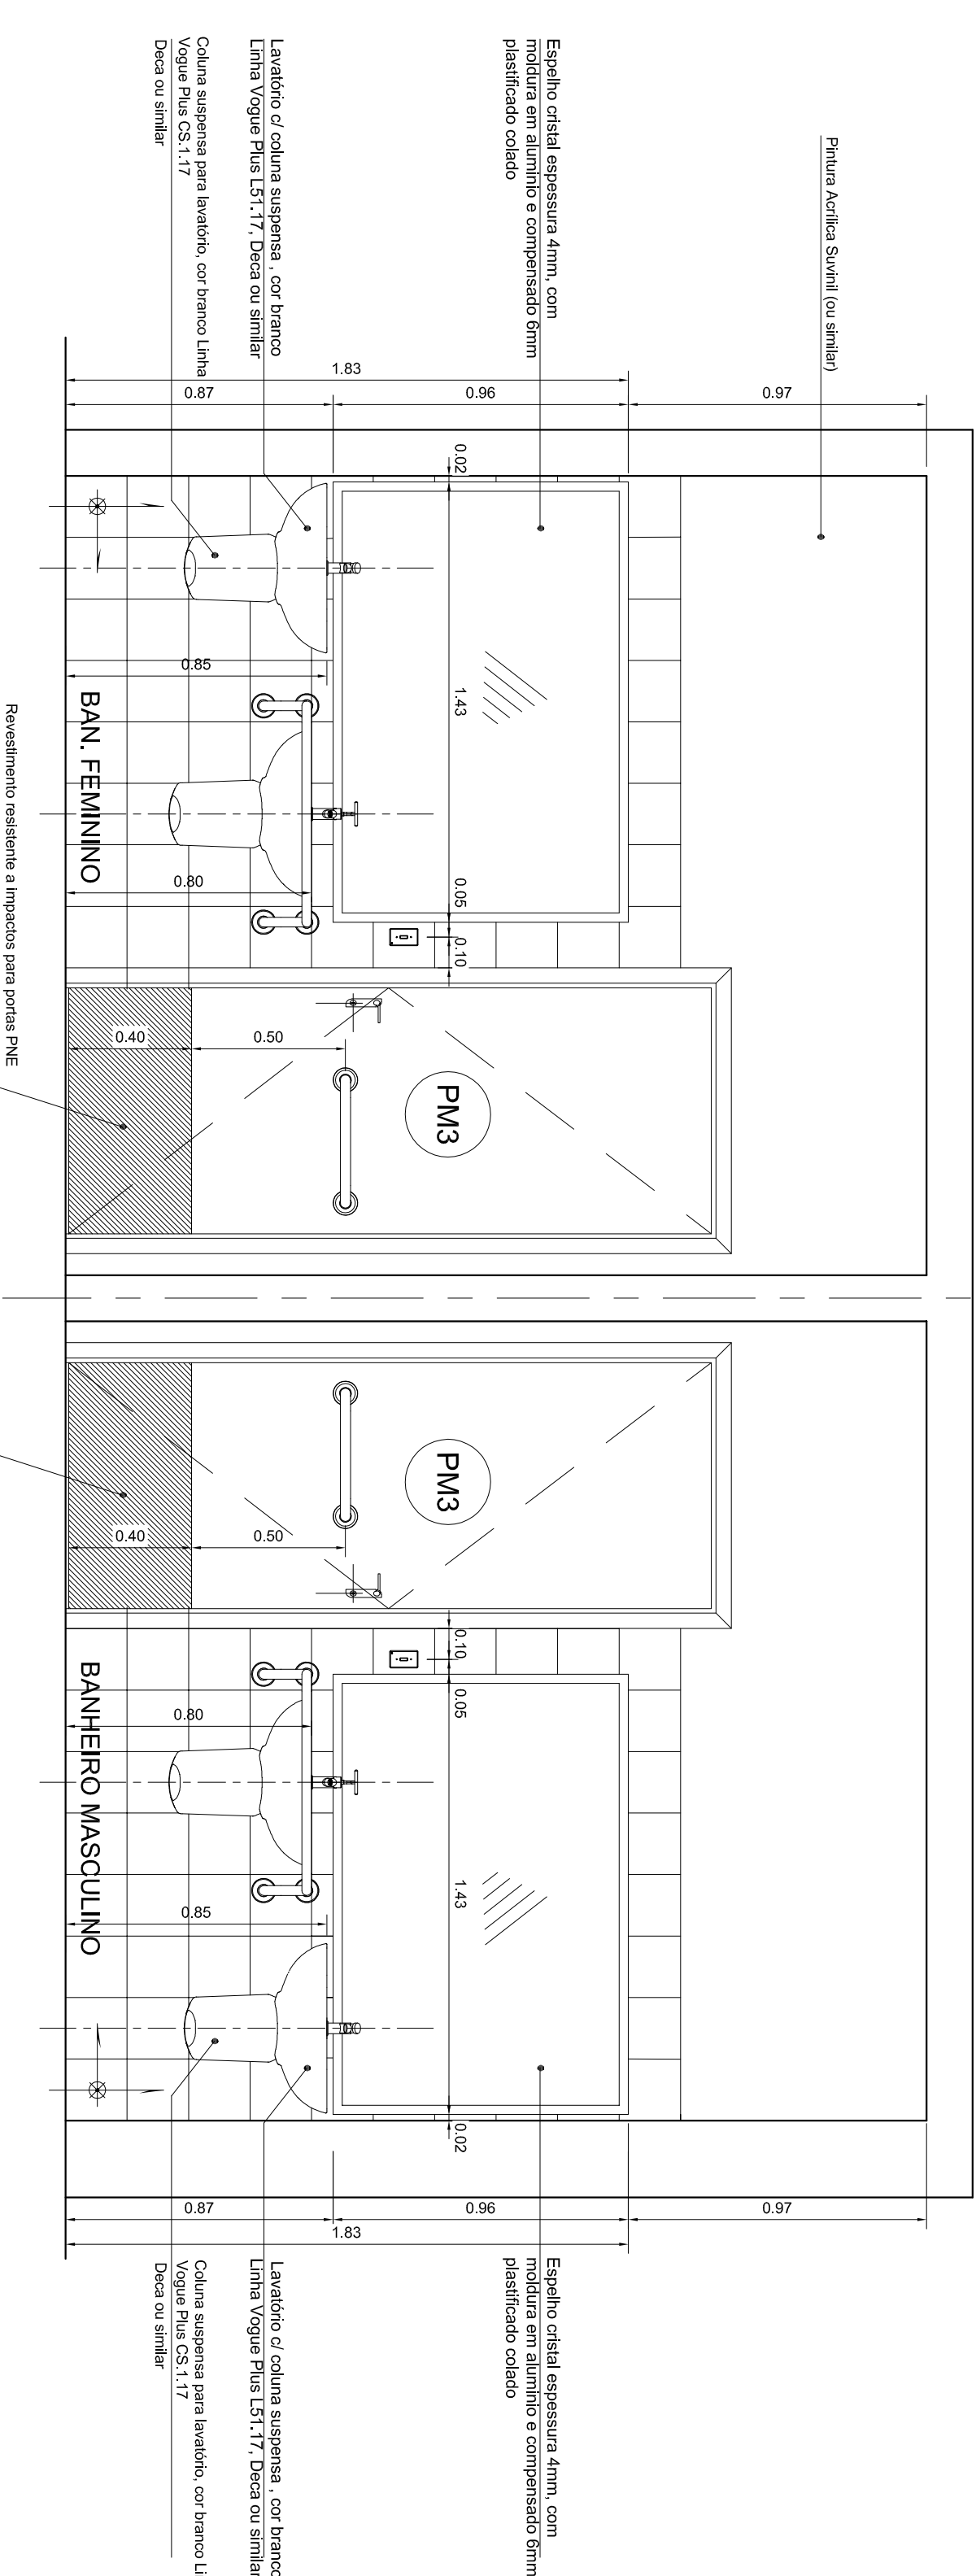 Pintura Acrílica Suvinil (ou similar)
Espelho cristal espessura 4mm, com
moldura em aluminio e compensado 6mm
plastificado colado
Lavatório c/ coluna suspensa , cor branco
Linha Vogue Plus L51.17, Deca ou similar
Coluna suspensa para lavatório, cor branco Linha
Vogue Plus CS.1.17
Deca ou similar
1.83
0.87
0.96
0.97
0.02
1.43
0.05
0.10
0.85
0.80
BAN. FEMININO
0.40
0.50
PM3
Revestimento resistente a impactos para portas PNE
PM3
0.40
0.50
0.10
0.05
1.43
0.02
0.80
0.85
BANHEIRO MASCULINO
0.87
0.96
0.97
1.83
Espelho cristal espessura 4mm, com
moldura em aluminio e compensado 6mm
plastificado colado
Lavatório c/ coluna suspensa , cor branco
Linha Vogue Plus L51.17, Deca ou similar
Coluna suspensa para lavatório, cor branco Li
Vogue Plus CS.1.17
Deca ou similar